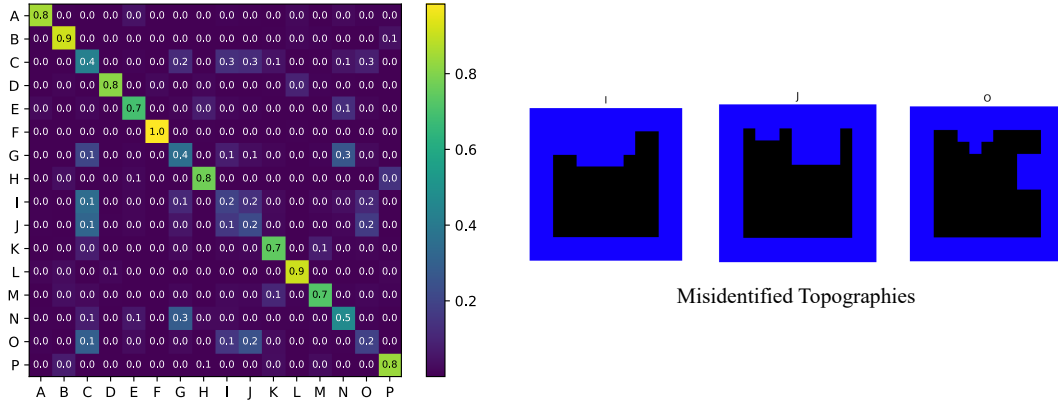 A 0.8 0.0 0.0 0.0 0.0 0.0 0.0 0.0 0.0 0.0 0.0 0.0 0.0 0.0 0.0 0.0
B 0.0 0.9 0.0 0.0 0.0 0.0 0.0 0.0 0.0 0.0 0.0 0.0 0.0 0.0 0.0 0.1
C 0.0 0.0 0.4 0.0 0.0 0.0 0.2 0.0 0.3 0.3 0.1 0.0 0.0 0.1 0.3 0.0
D 0.0 0.0 0.0 0.8 0.0 0.0 0.0 0.0 0.0 0.0 0.0 0.0 0.0 0.0 0.0 0.0
E 0.0 0.0 0.0 0.0 0.7 0.0 0.0 0.0 0.0 0.0 0.0 0.0 0.0 0.1 0.0 0.0
F 0.0 0.0 0.0 0.0 0.0 1.0 0.0 0.0 0.0 0.0 0.0 0.0 0.0 0.0 0.0 0.0
G 0.0 0.0 0.1 0.0 0.0 0.0 0.4 0.0 0.1 0.1 0.0 0.0 0.0 0.3 0.0 0.0
H 0.0 0.0 0.0 0.0 0.1 0.0 0.0 0.8 0.0 0.0 0.0 0.0 0.0 0.0 0.0 0.0
I 0.0 0.0 0.1 0.0 0.0 0.0 0.1 0.0 0.2 0.2 0.0 0.0 0.0 0.0 0.2 0.0
J 0.0 0.0 0.1 0.0 0.0 0.0 0.0 0.0 0.1 0.2 0.0 0.0 0.0 0.0 0.2 0.0
K 0.0 0.0 0.0 0.0 0.0 0.0 0.0 0.0 0.0 0.0 0.7 0.0 0.1 0.0 0.0 0.0
L 0.0 0.0 0.0 0.1 0.0 0.0 0.0 0.0 0.0 0.0 0.0 0.9 0.0 0.0 0.0 0.0
M 0.0 0.0 0.0 0.0 0.0 0.0 0.0 0.0 0.0 0.0 0.1 0.0 0.7 0.0 0.0 0.0
N 0.0 0.0 0.1 0.0 0.1 0.0 0.3 0.0 0.0 0.0 0.0 0.0 0.0 0.5 0.0 0.0
O 0.0 0.0 0.1 0.0 0.0 0.0 0.0 0.0 0.1 0.2 0.0 0.0 0.0 0.0 0.2 0.0
P 0.0 0.0 0.0 0.0 0.0 0.0 0.0 0.1 0.0 0.0 0.0 0.0 0.0 0.0 0.0 0.8
A B C D E F G H I J K L M N O P
0.8
0.6
0.4
0.2
I
J
O
Misidentified Topographies